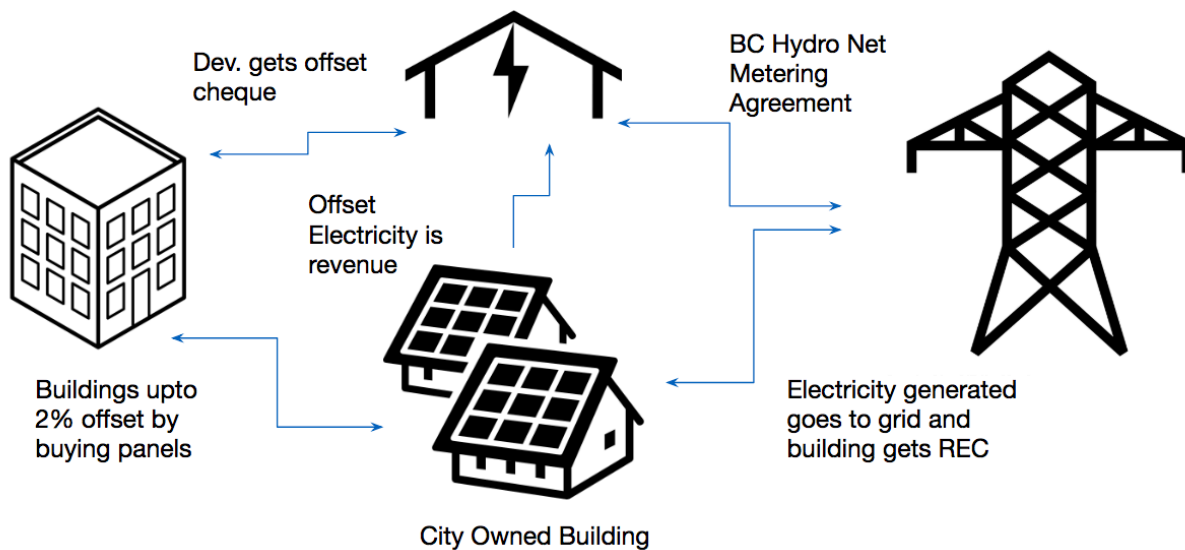 Dev. gets offset
cheque
BC Hydro Net
Metering
Agreement
Offset
Electricity is
revenue
Buildings upto
2% offset by
buying panels
Electricity generated
goes to grid and
building gets REC
City Owned Building